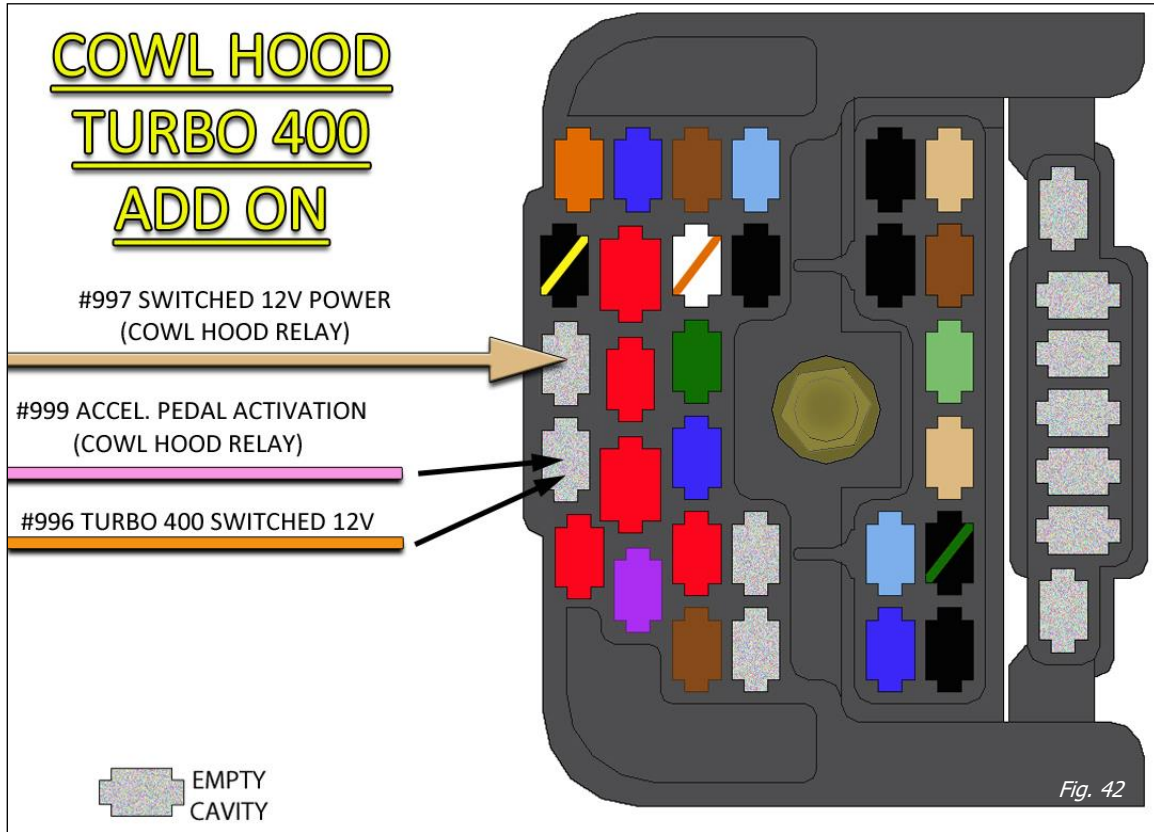 COWL HOOD
TURBO 400
ADD ON
#997 SWITCHED 12V POWER
(COWL HOOD RELAY)
#999 ACCEL. PEDAL ACTIVATION
(COWL HOOD RELAY)
#996 TURBO 400 SWITCHED 12V
EMPTY
CAVITY
Fig. 42